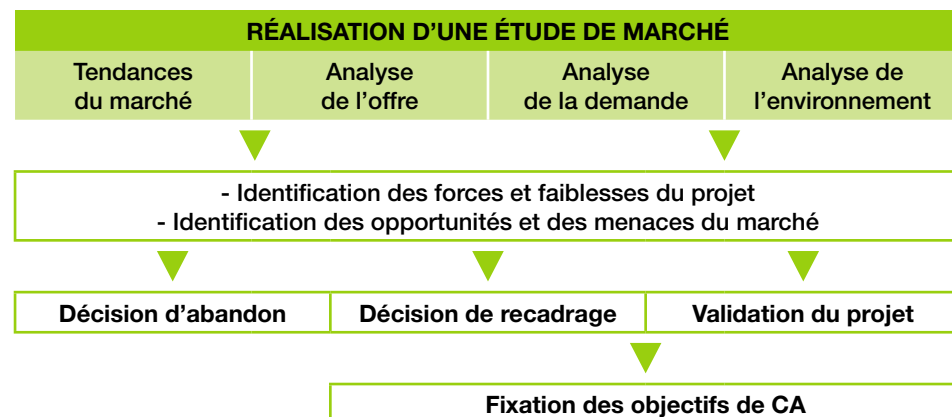 RÉALISATION D'UNE ÉTUDE DE MARCHÉ
Tendances
du marché
Analyse
de l'offre
Analyse
de la demande
Analyse de
l'environnement
- Identification des forces et faiblesses du projet
- Identification des opportunités et des menaces du marché
Décision d'abandon
Décision de recadrage
Validation du projet
Fixation des objectifs de CA